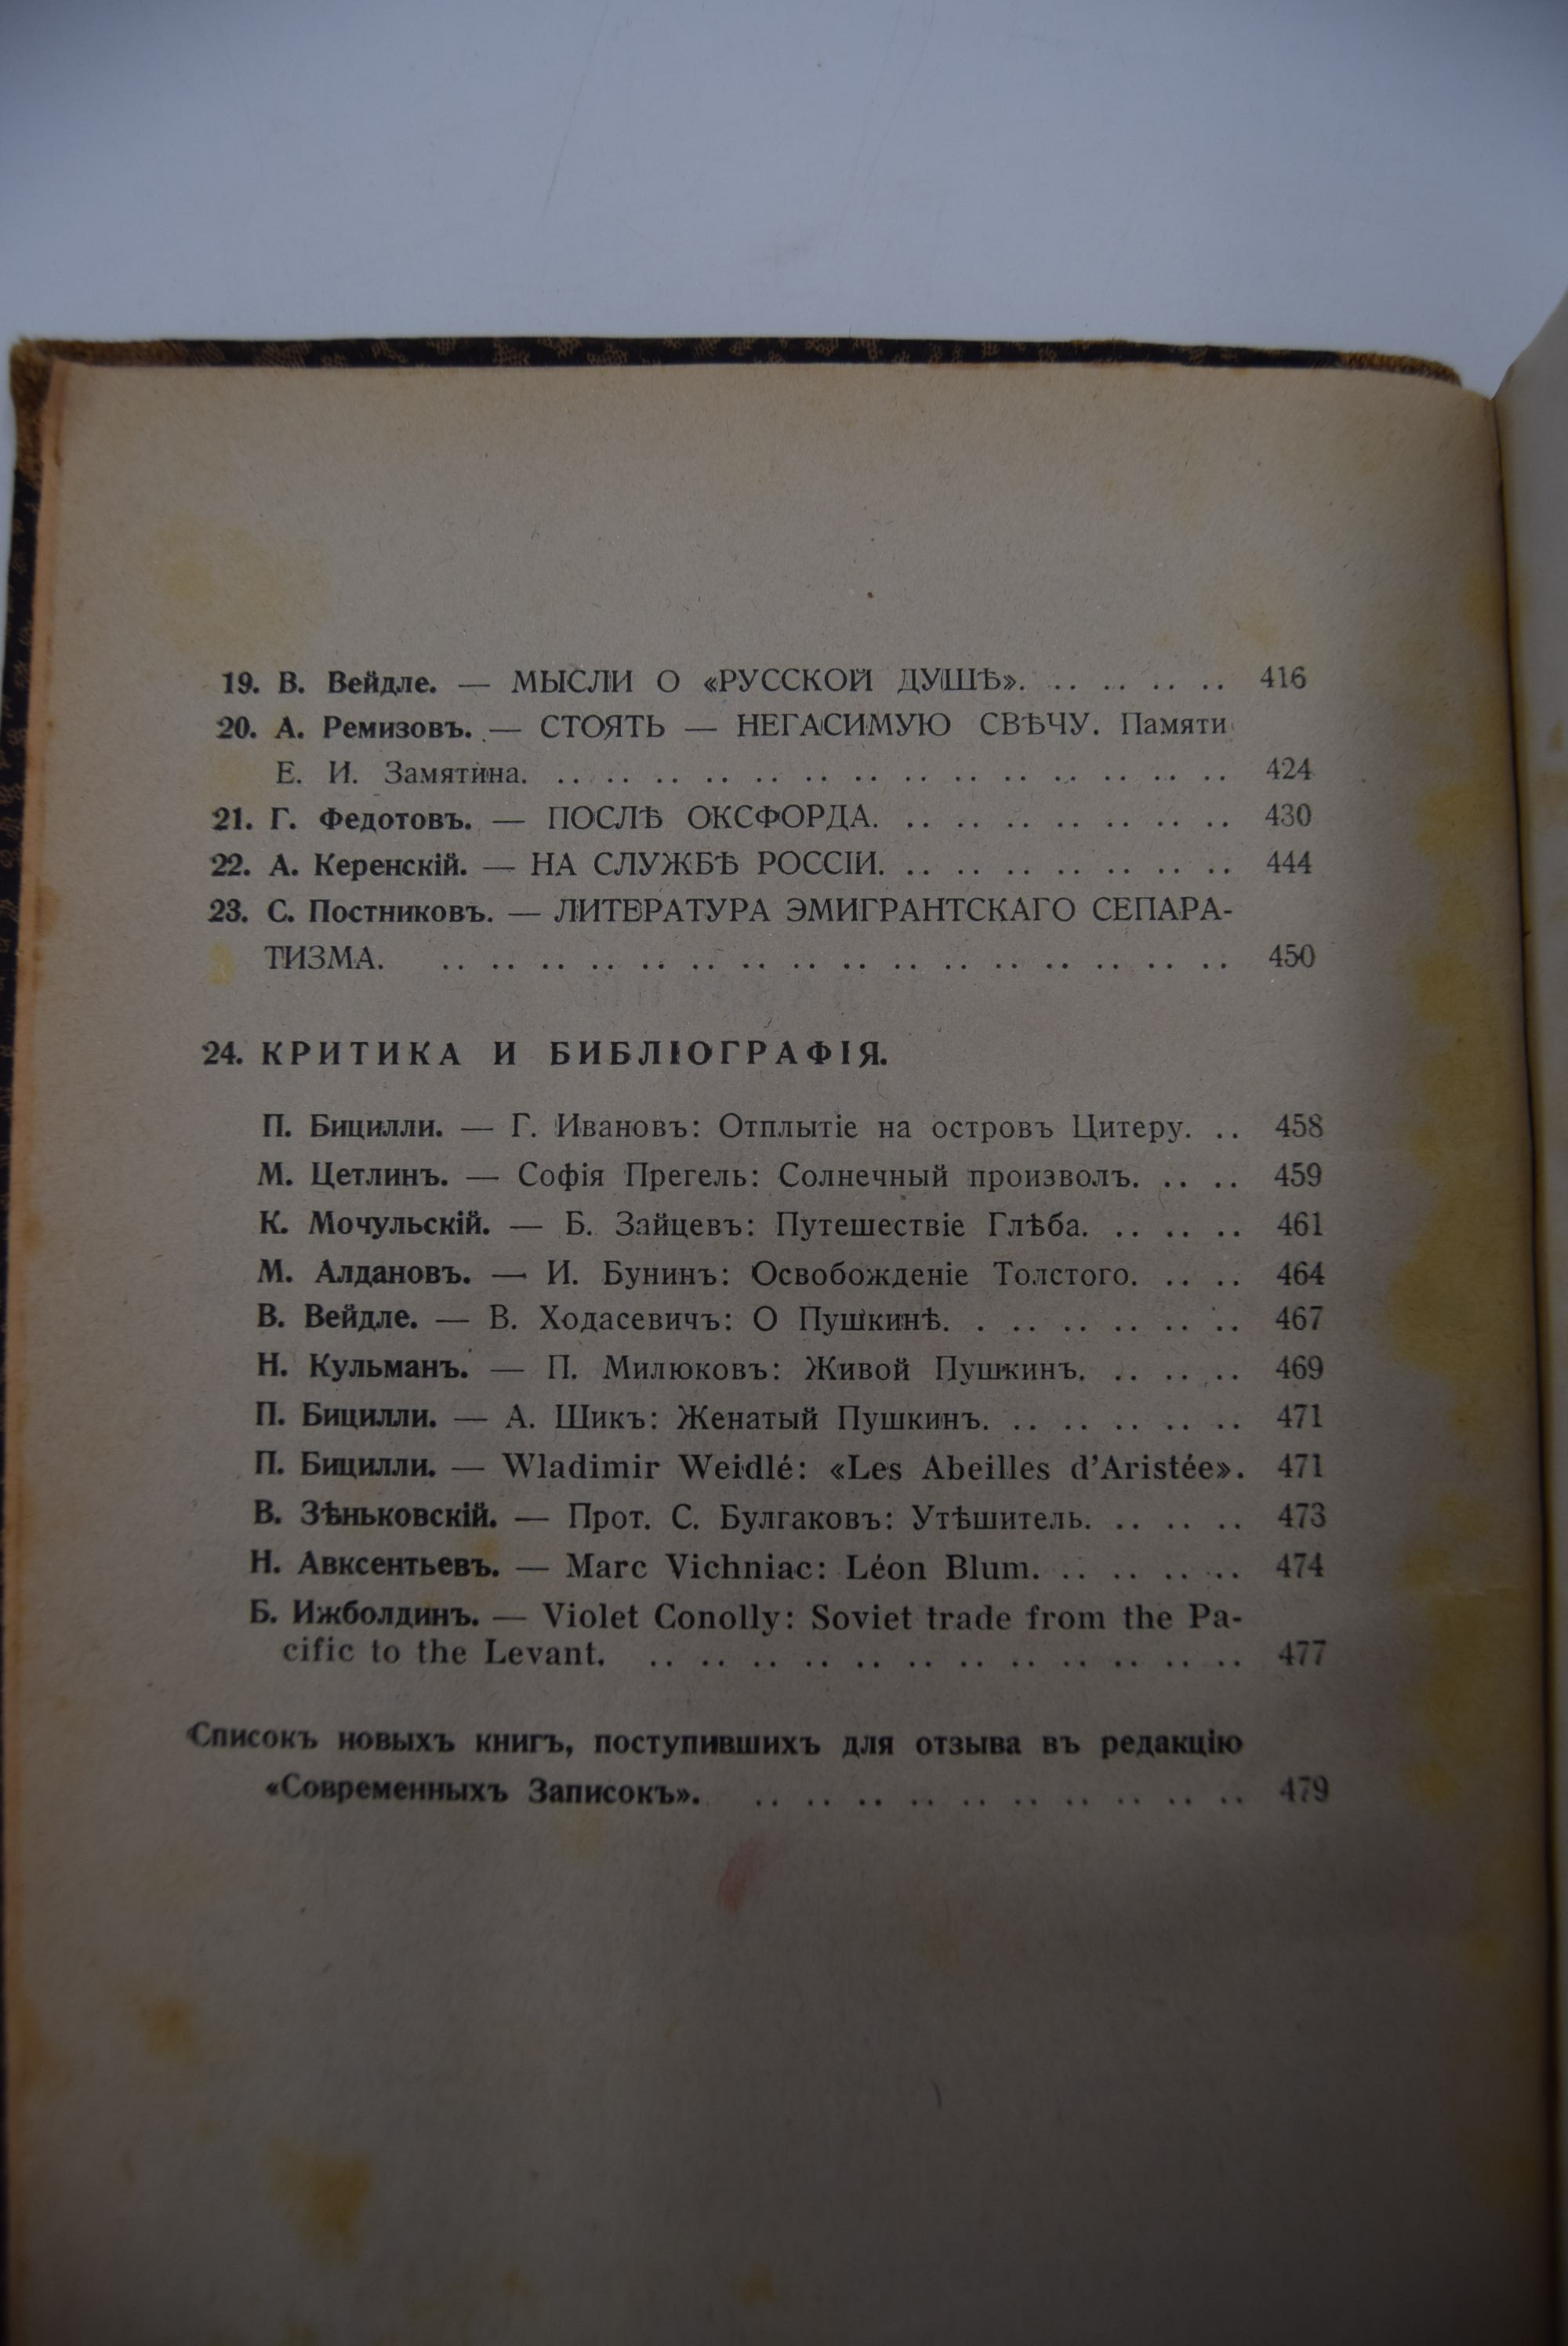 19. В. Вейдле. — МЫСЛИ О «РУССКОЙ ДУШѢ». .. .. .. .. 416
20. А. Ремизовъ. — СТОЯТЬ — НЕГАСИМУЮ СВѢЧУ. Памяти
Е. И. Замятина. .. .. .. .. .. .. .. .. .. .. .. .. .. .. 424
21. Г. Федотовъ. — ПОСЛѢ ОКСФОРДА. .. .. .. .. .. .. .. 430
22. А. Керенскій. — НА СЛУЖБѢ РОССІИ. .. .. .. .. .. .. .. 444
23. С. Постниковъ. — ЛИТЕРАТУРА ЭМИГРАНТСКАГО СЕПАРА-
ТИЗМА. .. .. .. .. .. .. .. .. .. .. .. .. .. .. .. .. 450
24. КРИТИКА И БИБЛІОГРАФІЯ.
П. Бицилли. — Г. Ивановъ: Отплытіе на островъ Цитеру. .. 458
М. Цетлинъ. — Софія Прегель: Солнечный произволъ. .. .. 459
К. Мочульскій. — Б. Зайцевъ: Путешествіе Глѣба. .. .. .. 461
М. Алдановъ. — И. Бунинъ: Освобожденіе Толстого. .. .. 464
В. Вейдле. — В. Ходасевичъ: О Пушкинѣ. . .. .. .. .. .. 467
Н. Кульманъ. — П. Милюковъ: Живой Пушкинъ. .. .. .. 469
П. Бицилли. — А. Шикъ: Женатый Пушкинъ. .. .. .. .. .. 471
П. Бицилли. — Wladimir Weidlé: «Les Abeilles d’Aristée». 471
В. Зѣньковскій. — Прот. С. Булгаковъ: Утѣшитель. .. .. .. 473
Н. Авксентьевъ. — Marc Vichniac: Léon Blum. .. .. .. .. 474
Б. Ижболдинъ. — Violet Conolly: Soviet trade from the Pa-
cific to the Levant. .. .. .. .. .. .. .. .. .. .. .. .. 477
Списокъ новыхъ книгъ, поступившихъ для отзыва въ редакцію
«Современныхъ Записокъ». .. .. .. .. .. .. .. .. .. .. 479